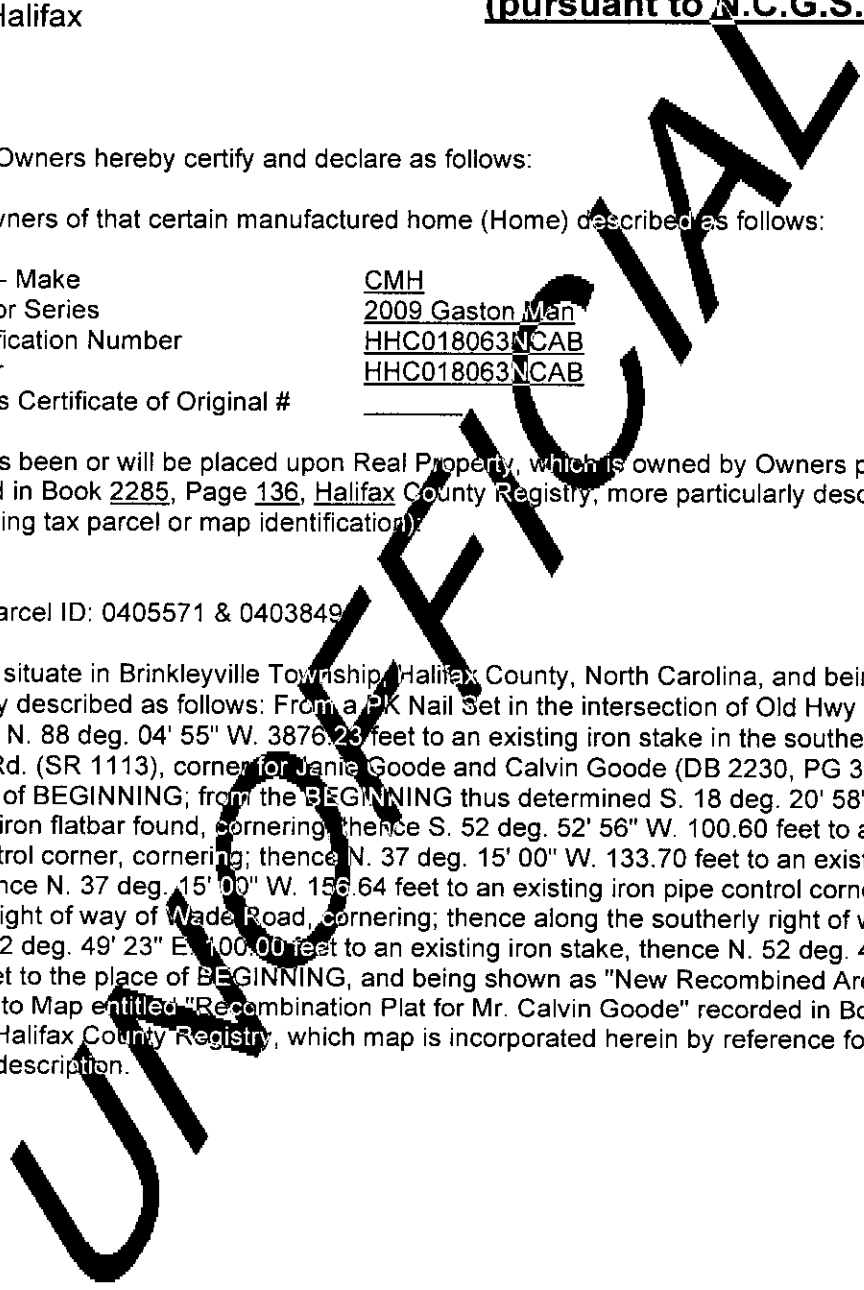 Halifax
(pursuant to N.C.G.S.
Owners hereby certify and declare as follows:
wners of that certain manufactured home (Home) described as follows:
- Make CMH
or Series 2009 Gaston Man
fication Number HHC018063NCAB
r HHC018063NCAB
s Certificate of Original #
s been or will be placed upon Real Property, which is owned by Owners p
d in Book 2285, Page 136, Halifax County Registry, more particularly desc
ing tax parcel or map identification):
arcel ID: 0405571 & 0403849
situate in Brinkleyville Township, Halifax County, North Carolina, and bein
y described as follows: From a PK Nail Set in the intersection of Old Hwy
N. 88 deg. 04' 55" W. 3876.23 feet to an existing iron stake in the southe
Rd. (SR 1113), corner for Janie Goode and Calvin Goode (DB 2230, PG 3
of BEGINNING; from the BEGINNING thus determined S. 18 deg. 20' 58"
iron flatbar found, cornering, thence S. 52 deg. 52' 56" W. 100.60 feet to a
trol corner, cornering; thence N. 37 deg. 15' 00" W. 133.70 feet to an exist
nce N. 37 deg. 15' 00" W. 156.64 feet to an existing iron pipe control corne
ight of way of Wade Road, cornering; thence along the southerly right of w
2 deg. 49' 23" E. 100.00 feet to an existing iron stake, thence N. 52 deg. 4
et to the place of BEGINNING, and being shown as "New Recombined Are
to Map entitled "Recombination Plat for Mr. Calvin Goode" recorded in Bo
Halifax County Registry, which map is incorporated herein by reference fo
description.
UNOFFICIAL